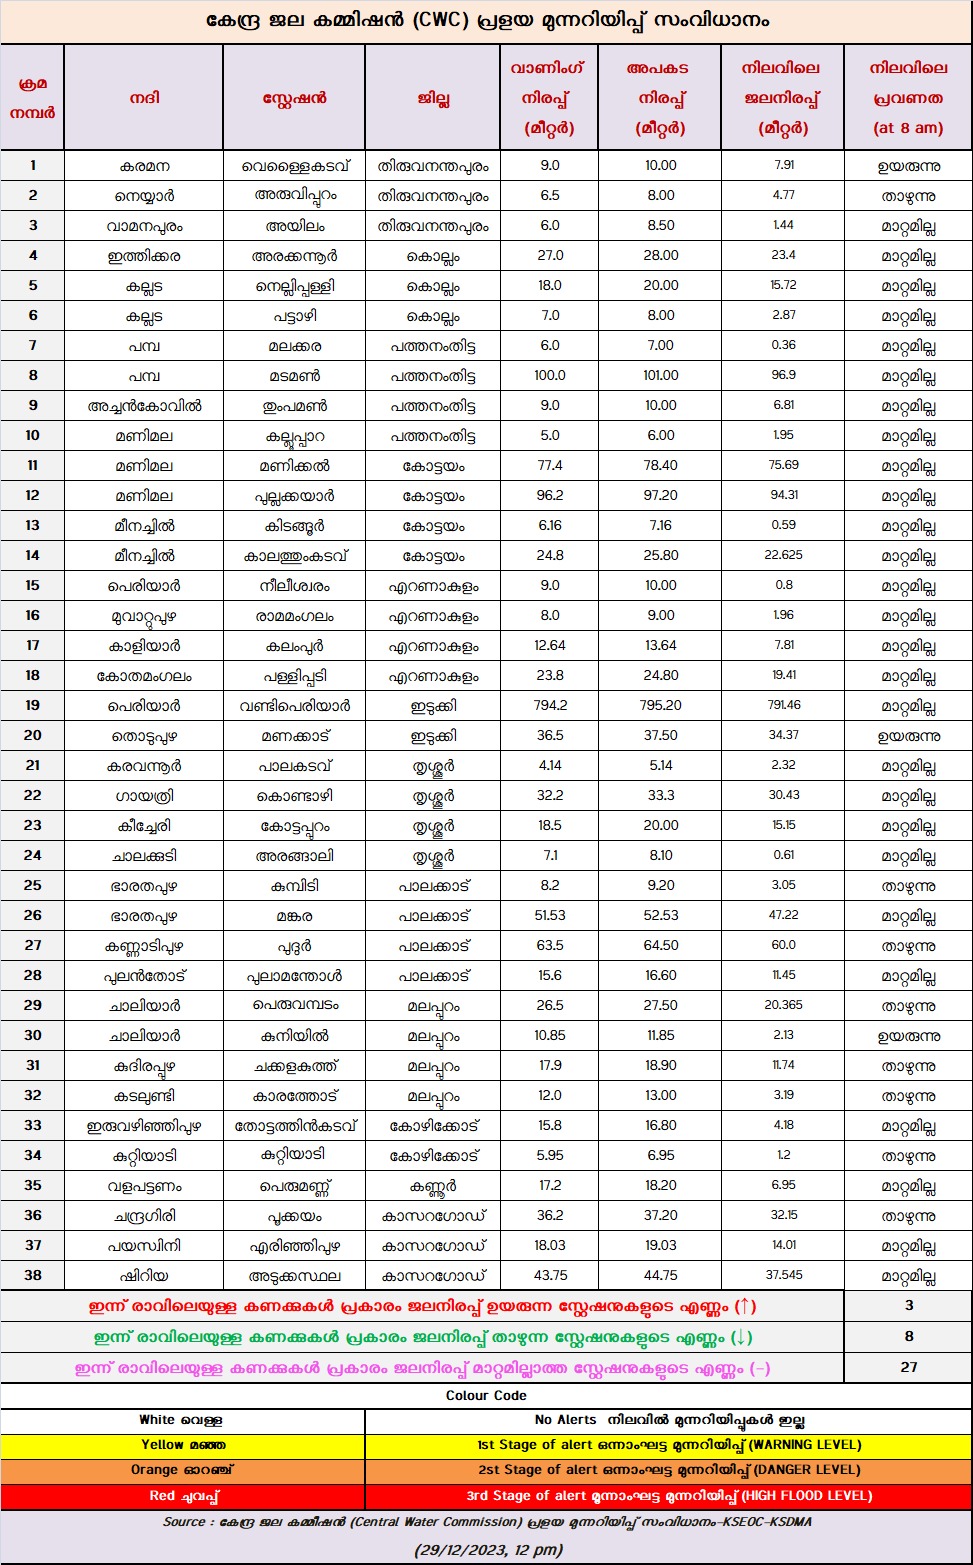 കേന്ദ്ര ജല കമ്മിഷൻ (CWC) പ്രളയ മുന്നറിയിപ്പ് സംവിധാനം
ക്രമ നമ്പർ നദി സ്റ്റേഷൻ ജില്ല വാണിംഗ് നിരപ്പ് (മീറ്റർ) അപകട നിരപ്പ് (മീറ്റർ) നിലവിലെ ജലനിരപ്പ് (മീറ്റർ) നിലവിലെ പ്രവണത (at 8 am)
1 കരമന വെള്ളൈകടവ് തിരുവനന്തപുരം 9.0 10.00 7.91 ഉയരുന്നു
2 നെയ്യാർ അരുവിപ്പുറം തിരുവനന്തപുരം 6.5 8.00 4.77 താഴുന്നു
3 വാമനപുരം അയിലം തിരുവനന്തപുരം 6.0 8.50 1.44 മാറ്റമില്ല
4 ഇത്തിക്കര അരക്കന്നൂർ കൊല്ലം 27.0 28.00 23.4 മാറ്റമില്ല
5 കല്ലട നെല്ലിപ്പള്ളി കൊല്ലം 18.0 20.00 15.72 മാറ്റമില്ല
6 കല്ലട പട്ടാഴി കൊല്ലം 7.0 8.00 2.87 മാറ്റമില്ല
7 പമ്പ മലക്കര പത്തനംതിട്ട 6.0 7.00 0.36 മാറ്റമില്ല
8 പമ്പ മടമൺ പത്തനംതിട്ട 100.0 101.00 96.9 മാറ്റമില്ല
9 അച്ചൻകോവിൽ തുംപമൺ പത്തനംതിട്ട 9.0 10.00 6.81 മാറ്റമില്ല
10 മണിമല കല്ലൂപ്പാറ പത്തനംതിട്ട 5.0 6.00 1.95 മാറ്റമില്ല
11 മണിമല മണിക്കൽ കോട്ടയം 77.4 78.40 75.69 മാറ്റമില്ല
12 മണിമല പുല്ലക്കയാർ കോട്ടയം 96.2 97.20 94.31 മാറ്റമില്ല
13 മീനച്ചിൽ കിടങ്ങൂർ കോട്ടയം 6.16 7.16 0.59 മാറ്റമില്ല
14 മീനച്ചിൽ കാലത്തുംകടവ് കോട്ടയം 24.8 25.80 22.625 മാറ്റമില്ല
15 പെരിയാർ നീലീശ്വരം എറണാകുളം 9.0 10.00 0.8 മാറ്റമില്ല
16 മുവാറ്റുപുഴ രാമമംഗലം എറണാകുളം 8.0 9.00 1.96 മാറ്റമില്ല
17 കാളിയാർ കലംപൂർ എറണാകുളം 12.64 13.64 7.81 മാറ്റമില്ല
18 കോതമംഗലം പള്ളിപ്പടി എറണാകുളം 23.8 24.80 19.41 മാറ്റമില്ല
19 പെരിയാർ വണ്ടിപെരിയാർ ഇടുക്കി 794.2 795.20 791.46 മാറ്റമില്ല
20 തൊടുപുഴ മണക്കാട് ഇടുക്കി 36.5 37.50 34.37 ഉയരുന്നു
21 കരവന്നൂർ പാലകടവ് തൃശ്ശൂർ 4.14 5.14 2.32 മാറ്റമില്ല
22 ഗായത്രി കൊണ്ടാഴി തൃശ്ശൂർ 32.2 33.3 30.43 മാറ്റമില്ല
23 കീച്ചേരി കോട്ടപ്പുറം തൃശ്ശൂർ 18.5 20.00 15.15 മാറ്റമില്ല
24 ചാലക്കുടി അരങ്ങാലി തൃശ്ശൂർ 7.1 8.10 0.61 മാറ്റമില്ല
25 ഭാരതപുഴ കുമ്പിടി പാലക്കാട് 8.2 9.20 3.05 താഴുന്നു
26 ഭാരതപുഴ മങ്കര പാലക്കാട് 51.53 52.53 47.22 മാറ്റമില്ല
27 കണ്ണാടിപുഴ പുദുർ പാലക്കാട് 63.5 64.50 60.0 താഴുന്നു
28 പുലൻതോട് പുലാമന്തോൾ പാലക്കാട് 15.6 16.60 11.45 മാറ്റമില്ല
29 ചാലിയാർ പെരുവമ്പടം മലപ്പുറം 26.5 27.50 20.365 താഴുന്നു
30 ചാലിയാർ കുനിയിൽ മലപ്പുറം 10.85 11.85 2.13 ഉയരുന്നു
31 കുദിരപ്പുഴ ചക്കളകുത്ത് മലപ്പുറം 17.9 18.90 11.74 താഴുന്നു
32 കടലുണ്ടി കാരത്തോട് മലപ്പുറം 12.0 13.00 3.19 താഴുന്നു
33 ഇരുവഴിഞ്ഞിപുഴ തോട്ടത്തിൻകടവ് കോഴിക്കോട് 15.8 16.80 4.18 മാറ്റമില്ല
34 കുറ്റിയാടി കുറ്റിയാടി കോഴിക്കോട് 5.95 6.95 1.2 താഴുന്നു
35 വളപട്ടണം പെരുമണ്ണ് കണ്ണൂർ 17.2 18.20 6.95 മാറ്റമില്ല
36 ചന്ദ്രഗിരി പൂക്കയം കാസറഗോഡ് 36.2 37.20 32.15 താഴുന്നു
37 പയസ്വിനി എരിഞ്ഞിപുഴ കാസറഗോഡ് 18.03 19.03 14.01 മാറ്റമില്ല
38 ഷിറിയ അടുക്കസ്ഥല കാസറഗോഡ് 43.75 44.75 37.545 മാറ്റമില്ല
ഇന്ന് രാവിലെയുള്ള കണക്കുകൾ പ്രകാരം ജലനിരപ്പ് ഉയരുന്ന സ്റ്റേഷനുകളുടെ എണ്ണം (↑) 3
ഇന്ന് രാവിലെയുള്ള കണക്കുകൾ പ്രകാരം ജലനിരപ്പ് താഴുന്ന സ്റ്റേഷനുകളുടെ എണ്ണം (↓) 8
ഇന്ന് രാവിലെയുള്ള കണക്കുകൾ പ്രകാരം ജലനിരപ്പ് മാറ്റമില്ലാത്ത സ്റ്റേഷനുകളുടെ എണ്ണം (-) 27
Colour Code
White വെള്ള No Alerts നിലവിൽ മുന്നറിയിപ്പുകൾ ഇല്ല
Yellow മഞ്ഞ 1st Stage of alert ഒന്നാംഘട്ട മുന്നറിയിപ്പ് (WARNING LEVEL)
Orange ഓറഞ്ച് 2st Stage of alert ഒന്നാംഘട്ട മുന്നറിയിപ്പ് (DANGER LEVEL)
Red ചുവപ്പ് 3rd Stage of alert മൂന്നാംഘട്ട മുന്നറിയിപ്പ് (HIGH FLOOD LEVEL)
Source : കേന്ദ്ര ജല കമ്മീഷൻ (Central Water Commission) പ്രളയ മുന്നറിയിപ്പ് സംവിധാനം-KSEOC-KSDMA
(29/12/2023, 12 pm)